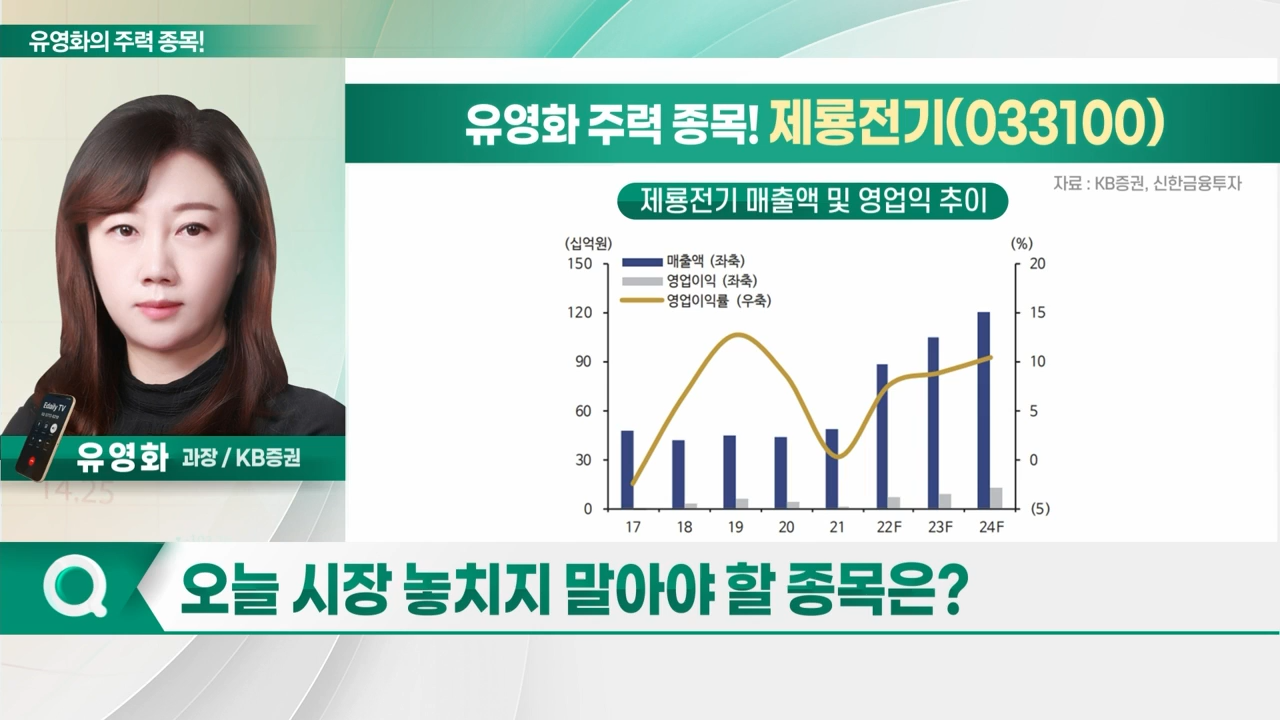 유영화의 주력 종목!
유영화 주력 종목! 제룡전기(033100)
자료 : KB증권, 신한금융투자
제룡전기 매출액 및 영업익 추이
(십억원)
(%)
매출액 (좌축)
영업이익 (좌축)
영업이익률 (우축)
150
120
90
60
30
0
20
15
10
5
0
(5)
17 18 19 20 21 22F 23F 24F
Edaily TV
유영화 과장 / KB증권
14.25
오늘 시장 놓치지 말아야 할 종목은?